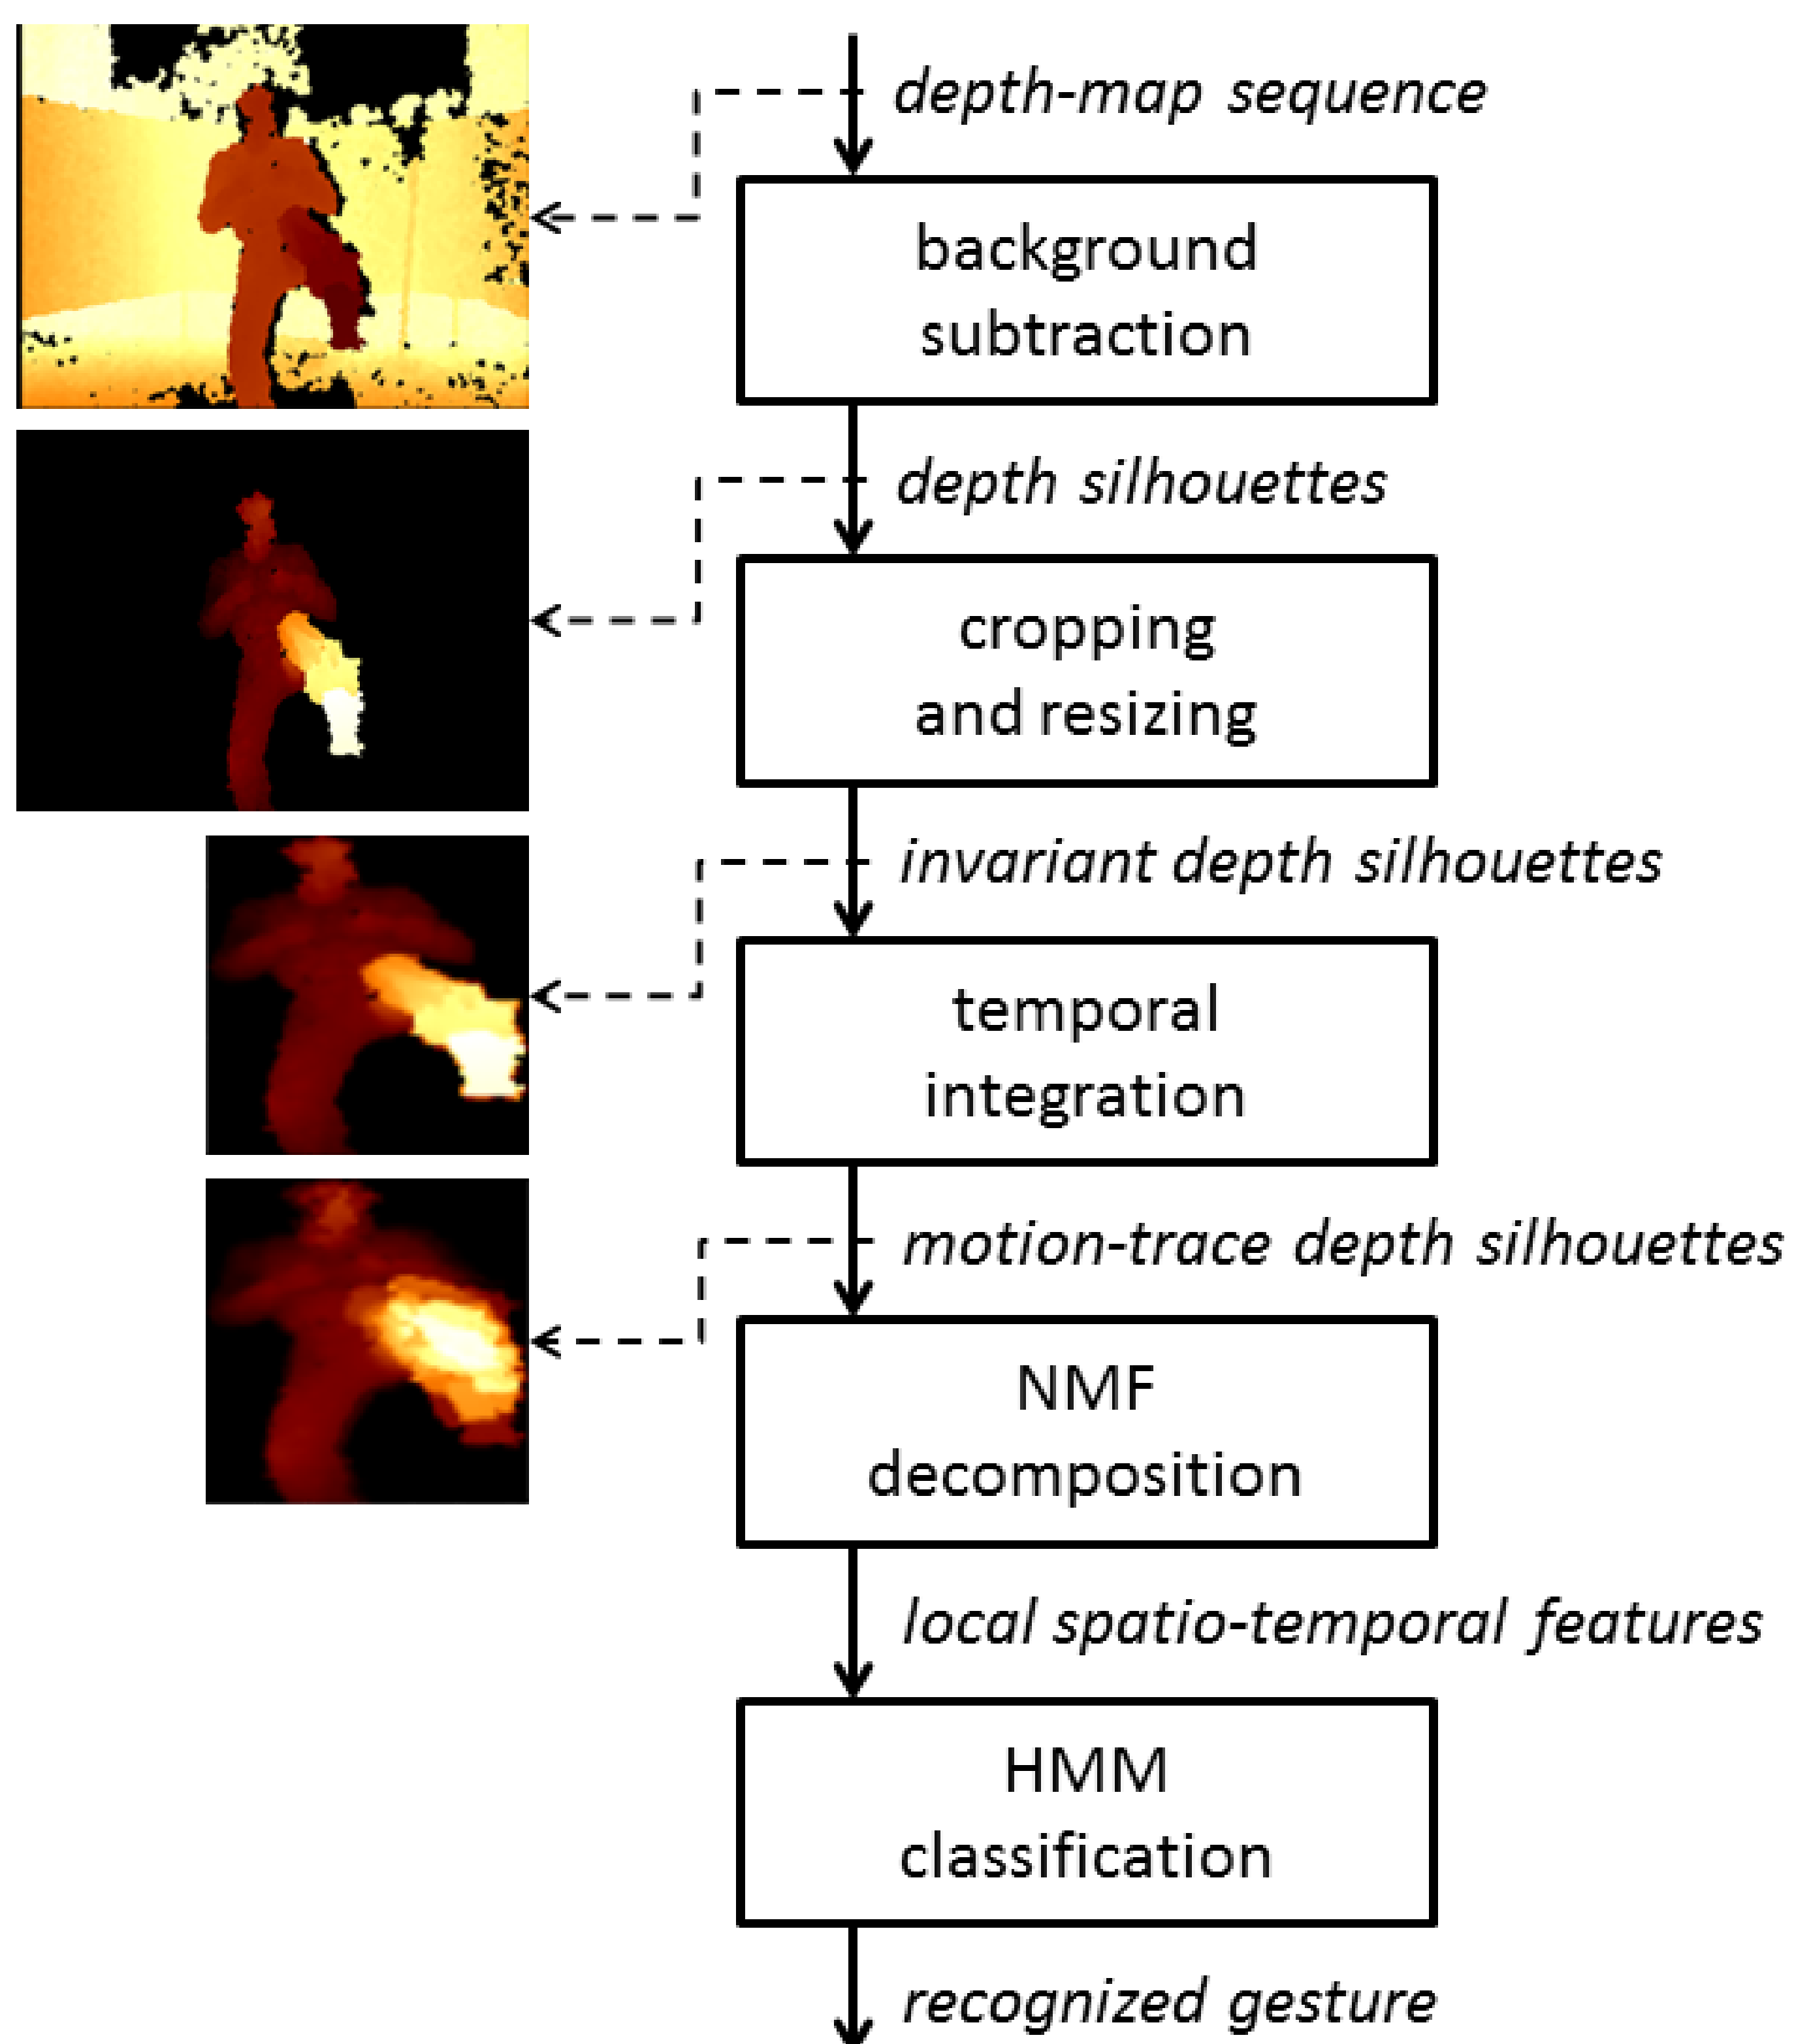 depth-map sequence
background
subtraction
depth silhouettes
cropping
and resizing
invariant depth silhouettes
temporal
integration
motion-trace depth silhouettes
NMF
decomposition
local spatio-temporal features
HMM
classification
recognized gesture